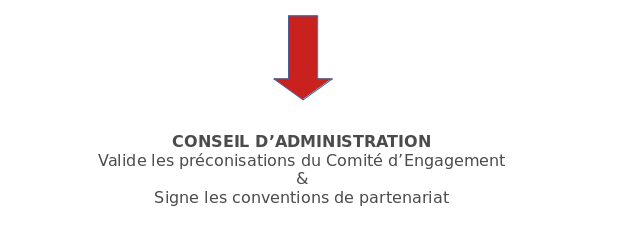 CONSEIL D’ADMINISTRATION
Valide les préconisations du Comité d’Engagement
&
Signe les conventions de partenariat